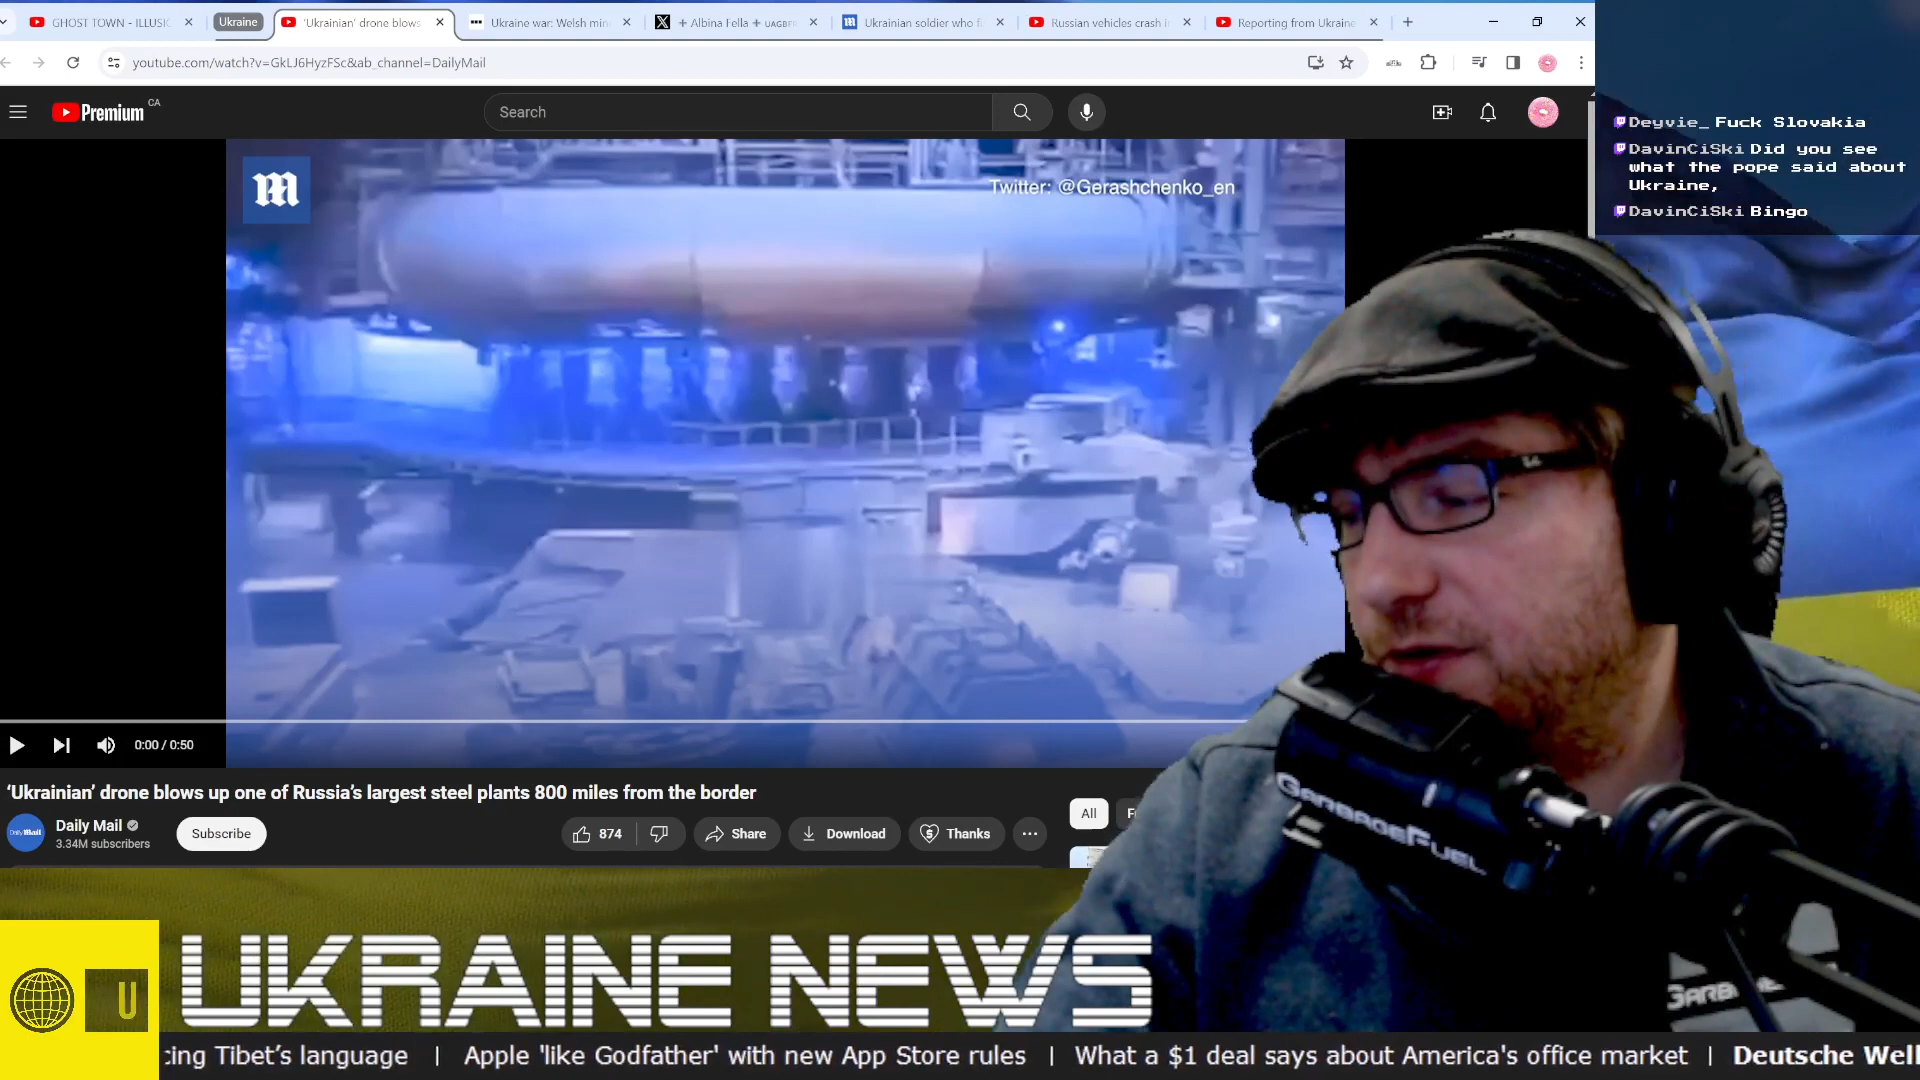 GHOST TOWN - ILLUSI
Ukraine
'Ukrainian' drone blows
Ukraine war: Welsh min
+ Albina Fella +
Ukrainian soldier who fi
Russian vehicles crash i
Reporting from Ukraine
youtube.com/watch?v=GkLJ6HyzFSc&ab_channel=DailyMail
Premium CA
Search
Deyvie_ Fuck Slovakia
DavinCiSki Did you see
what the pope said about
Ukraine,
DavinCiSki Bingo
M
Twitter: @Gerashchenko_en
0:00 / 0:50
‘Ukrainian’ drone blows up one of Russia’s largest steel plants 800 miles from the border
Daily Mail
3.34M subscribers
Subscribe
874
Share
Download
Thanks
All
GARBAGEFUEL
U
UKRAINE NEWS
cing Tibet’s language | Apple 'like Godfather' with new App Store rules | What a $1 deal says about America's office market | Deutsche Well